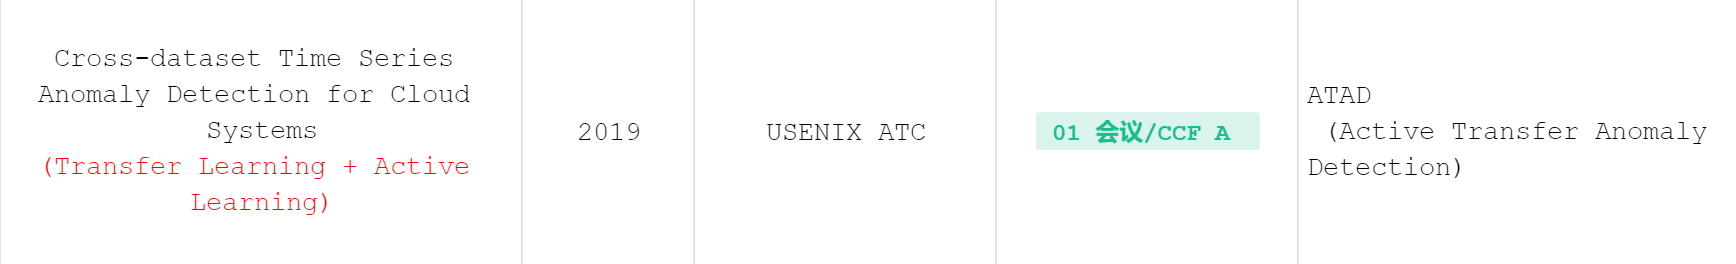 Cross-dataset Time Series
Anomaly Detection for Cloud
Systems
(Transfer Learning + Active
Learning)
2019
USENIX ATC
01 会议/CCF A
ATAD
(Active Transfer Anomaly
Detection)